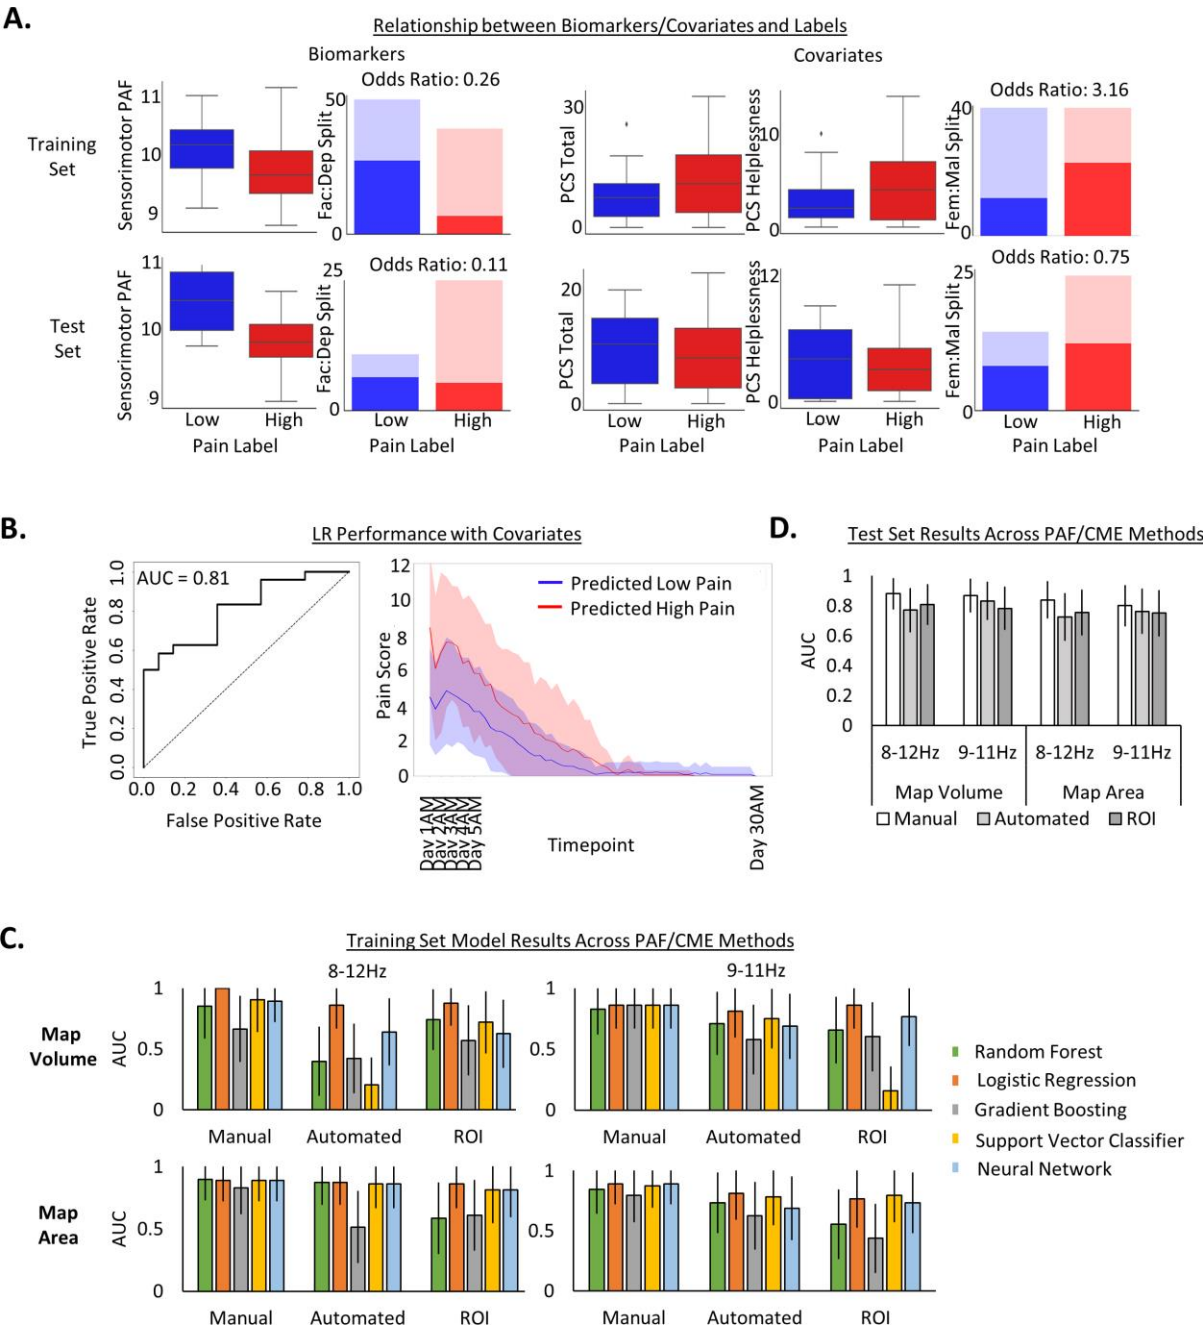 A.
Relationship between Biomarkers/Covariates and Labels
Biomarkers
Covariates
Training
Set
Sensorimotor PAF
11
10
9
Odds Ratio: 0.26
Fac:Dep Split
50
0
PCS Total
30
0
PCS Helplessness
10
0
Odds Ratio: 3.16
Fem:Mal Split
40
0
Test
Set
Sensorimotor PAF
11
10
9
Low
High
Pain Label
Odds Ratio: 0.11
Fac:Dep Split
25
0
Low
High
Pain Label
PCS Total
20
0
Low
High
Pain Label
PCS Helplessness
12
0
Low
High
Pain Label
Odds Ratio: 0.75
Fem:Mal Split
25
0
Low
High
Pain Label
B.
LR Performance with Covariates
AUC = 0.81
True Positive Rate
0.0 0.2 0.4 0.6 0.8 1.0
0.0 0.2 0.4 0.6 0.8 1.0
False Positive Rate
Pain Score
12
10
8
6
4
2
0
Predicted Low Pain
Predicted High Pain
Day 1AM
Day 2AM
Day 3AM
Day 4AM
Day 5AM
Day 30AM
Timepoint
D.
Test Set Results Across PAF/CME Methods
AUC
1
0.8
0.6
0.4
0.2
0
8-12Hz 9-11Hz 8-12Hz 9-11Hz
Map Volume Map Area
Manual Automated ROI
C.
Training Set Model Results Across PAF/CME Methods
8-12Hz
9-11Hz
Map
Volume
AUC
1
0.5
0
Manual Automated ROI
1
0.5
0
Manual Automated ROI
Random Forest
Logistic Regression
Gradient Boosting
Support Vector Classifier
Neural Network
Map
Area
AUC
1
0.5
0
Manual Automated ROI
1
0.5
0
Manual Automated ROI